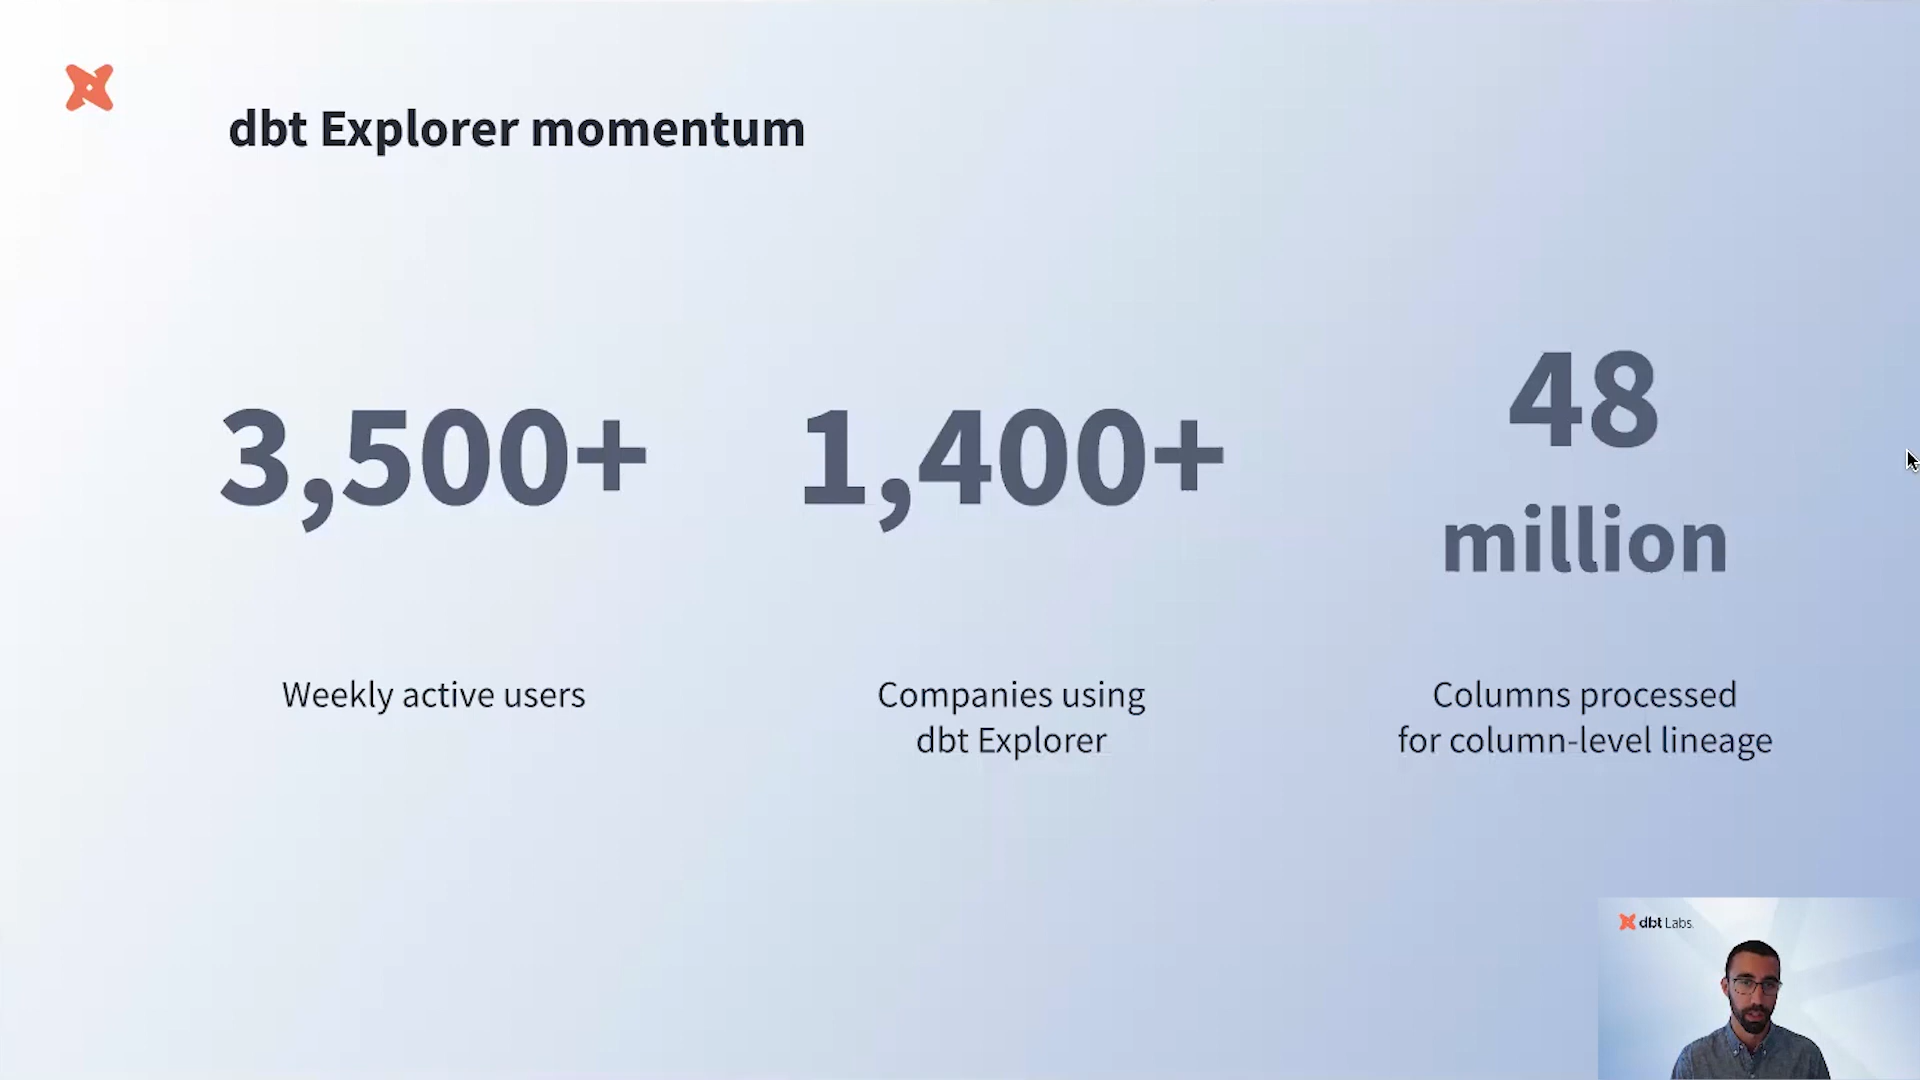 dbt Explorer momentum
3,500+
1,400+
48
million
Weekly active users
Companies using
dbt Explorer
Columns processed
for column-level lineage
dbt Labs